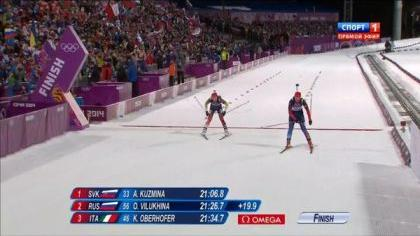 СПОРТ 1
ПРЯМОЙ ЭФИР
FINISH
1 SVK 33 A. KUZMINA 21:06.8
2 RUS 56 O. VILUKHINA 21:26.7 +19.9
3 ITA 46 K. OBERHOFER 21:34.7
Ω OMEGA FINISH